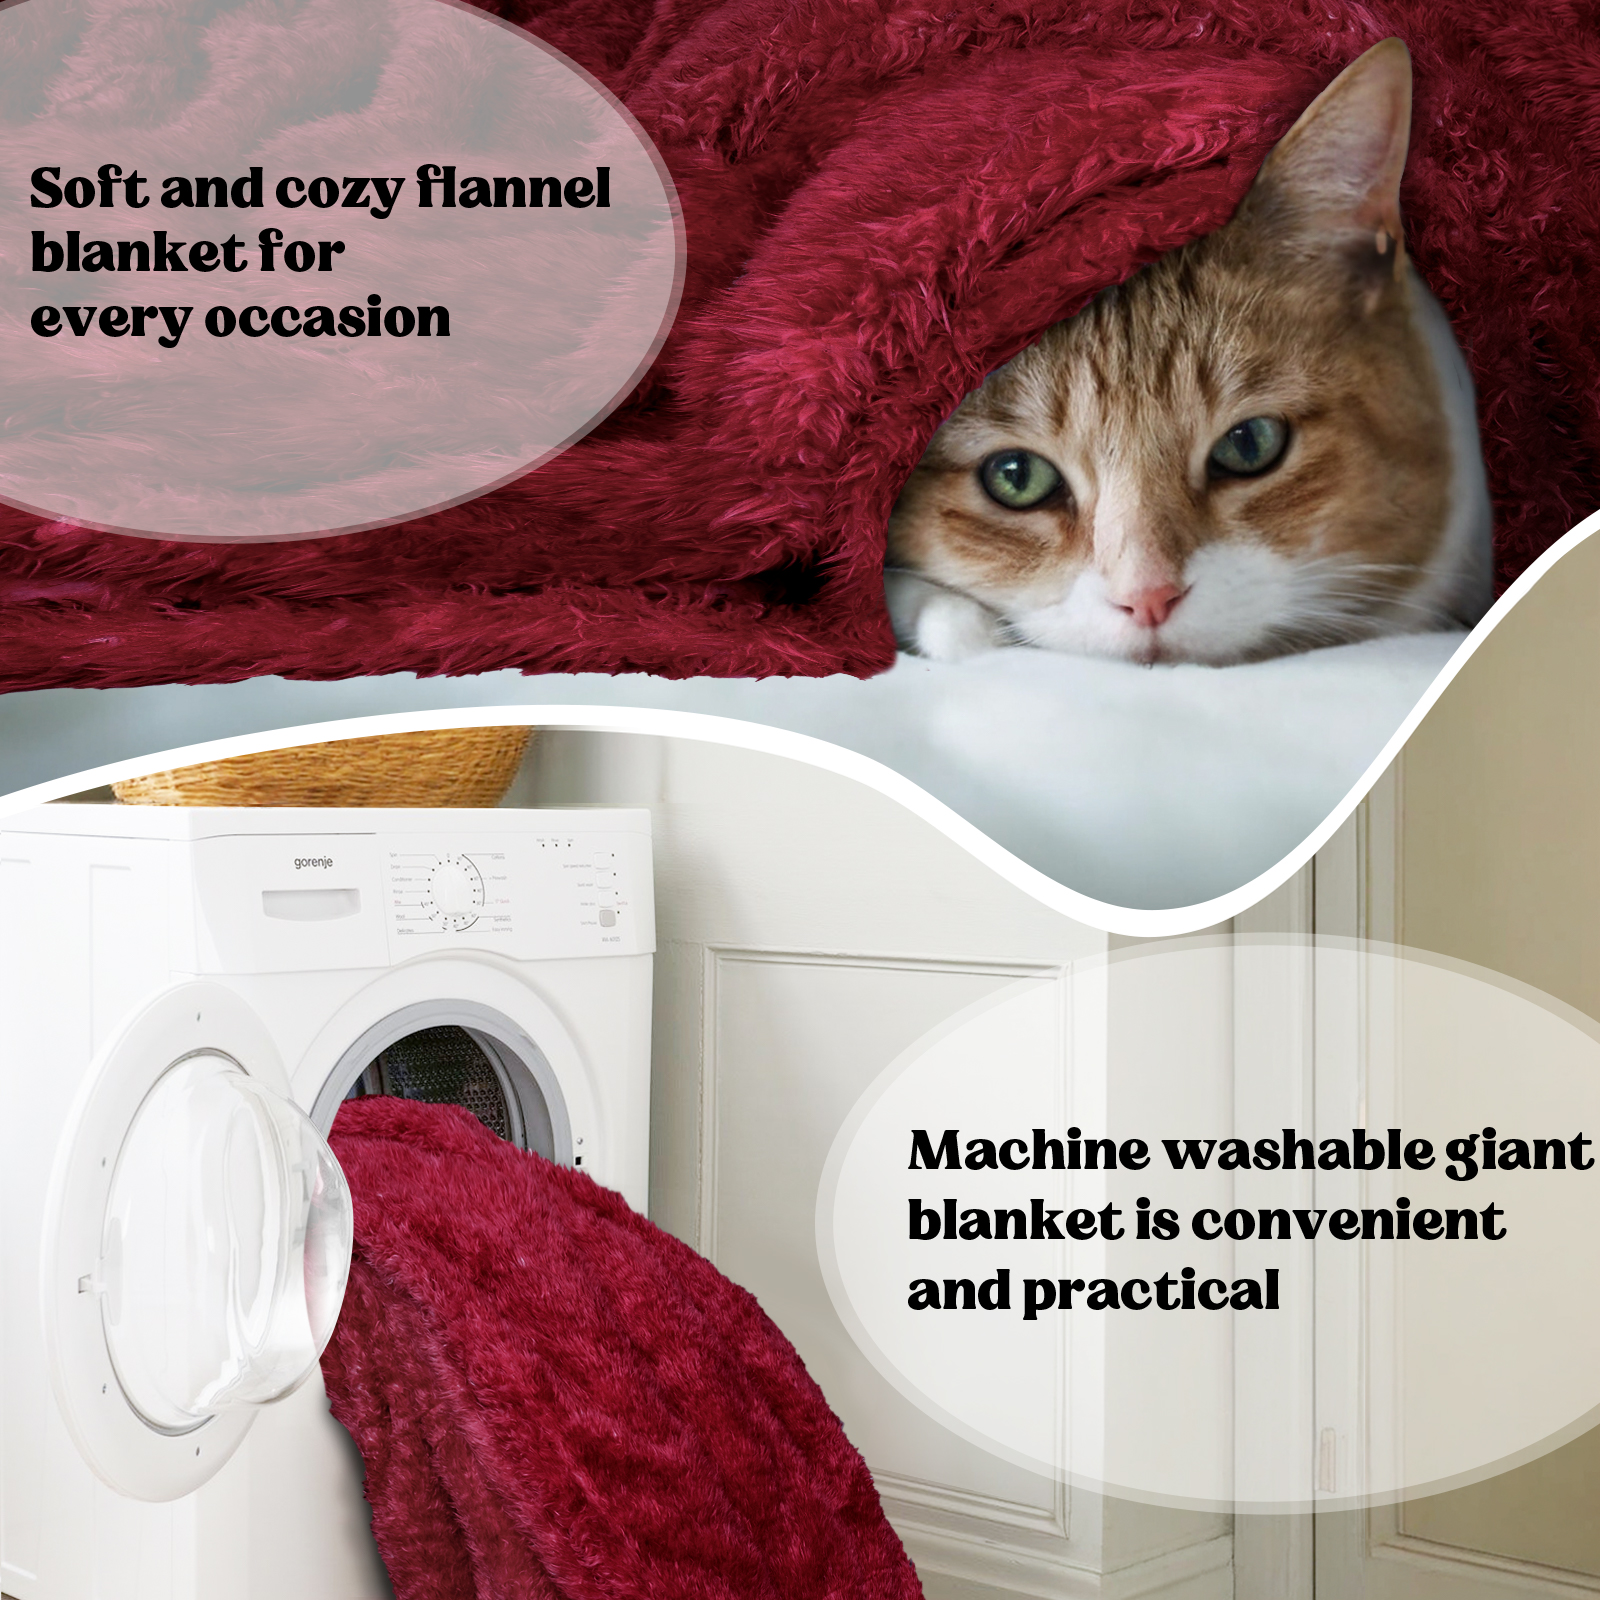 Soft and cozy flannel
blanket for
every occasion
gorenje
Machine washable giant
blanket is convenient
and practical